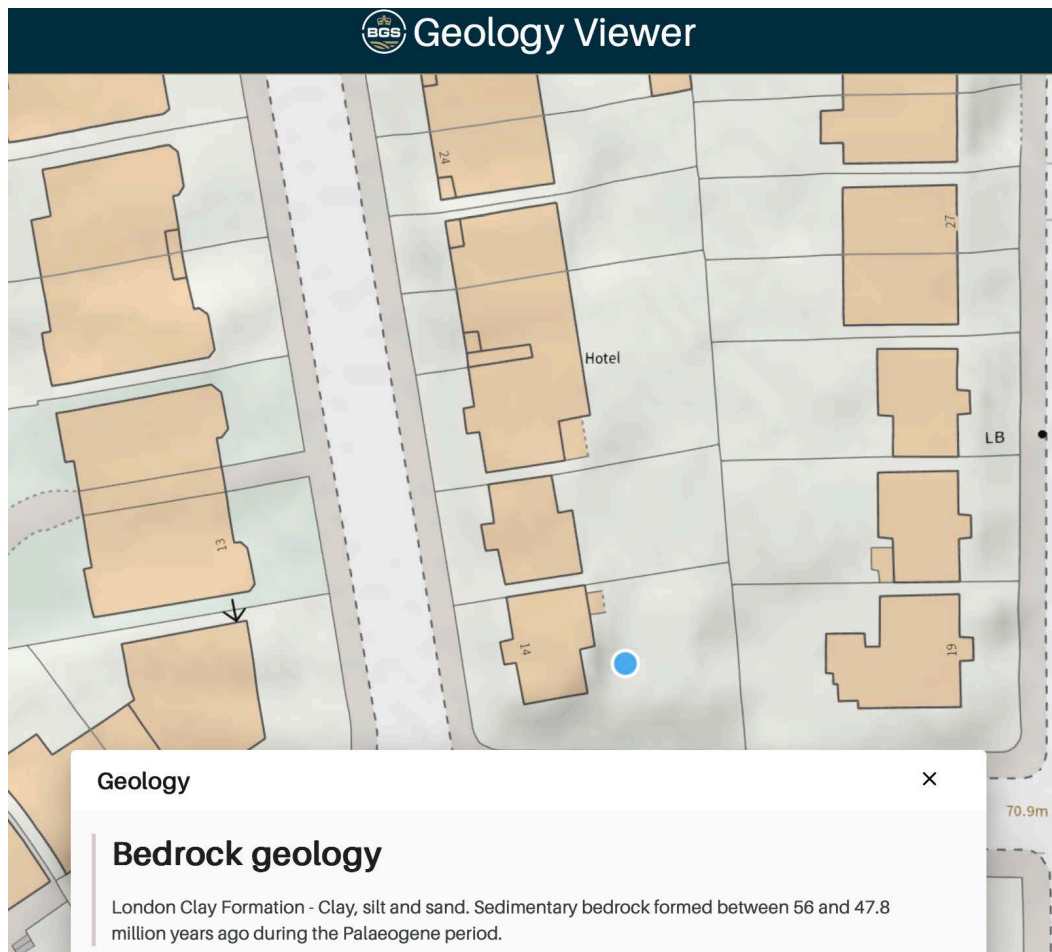 BGS Geology Viewer
24
27
Hotel
LB
13
14
19
70.9m
Geology
Bedrock geology
London Clay Formation - Clay, silt and sand. Sedimentary bedrock formed between 56 and 47.8
million years ago during the Palaeogene period.